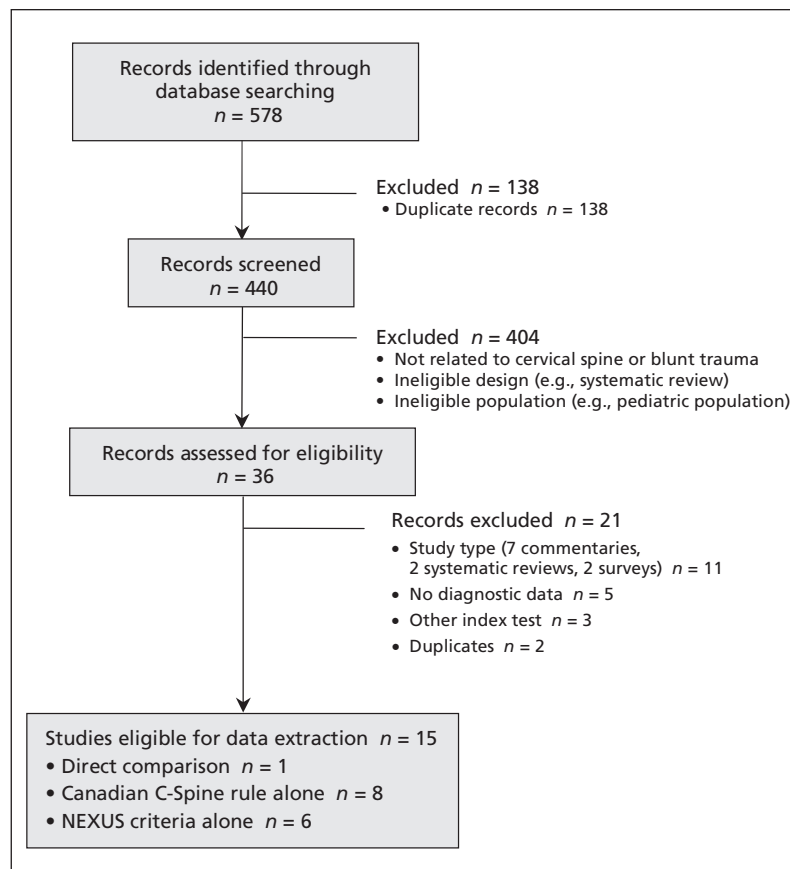 Records identified through
database searching
n = 578
Excluded n = 138
• Duplicate records n = 138
Records screened
n = 440
Excluded n = 404
• Not related to cervical spine or blunt trauma
• Ineligible design (e.g., systematic review)
• Ineligible population (e.g., pediatric population)
Records assessed for eligibility
n = 36
Records excluded n = 21
• Study type (7 commentaries,
2 systematic reviews, 2 surveys) n = 11
• No diagnostic data n = 5
• Other index test n = 3
• Duplicates n = 2
Studies eligible for data extraction n = 15
• Direct comparison n = 1
• Canadian C-Spine rule alone n = 8
• NEXUS criteria alone n = 6